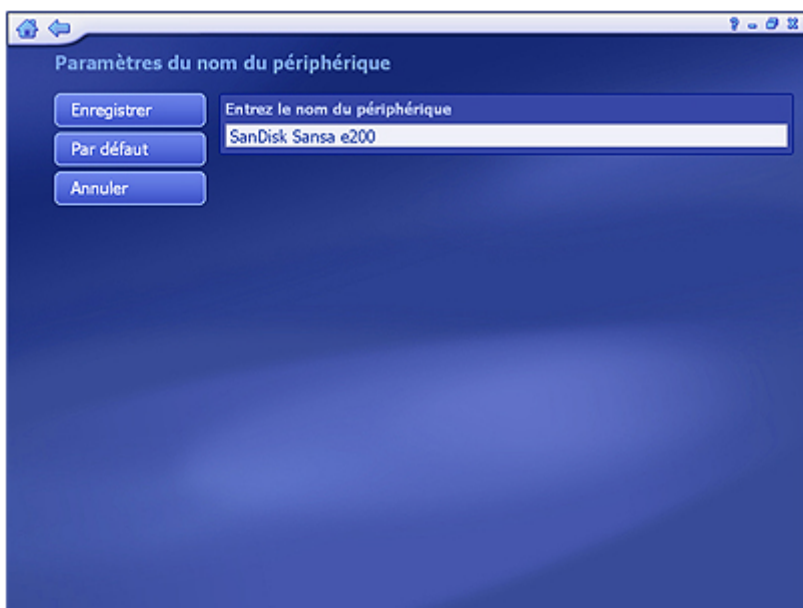 Paramètres du nom du périphérique
Enregistrer
Entrez le nom du périphérique
SanDisk Sansa e200
Par défaut
Annuler